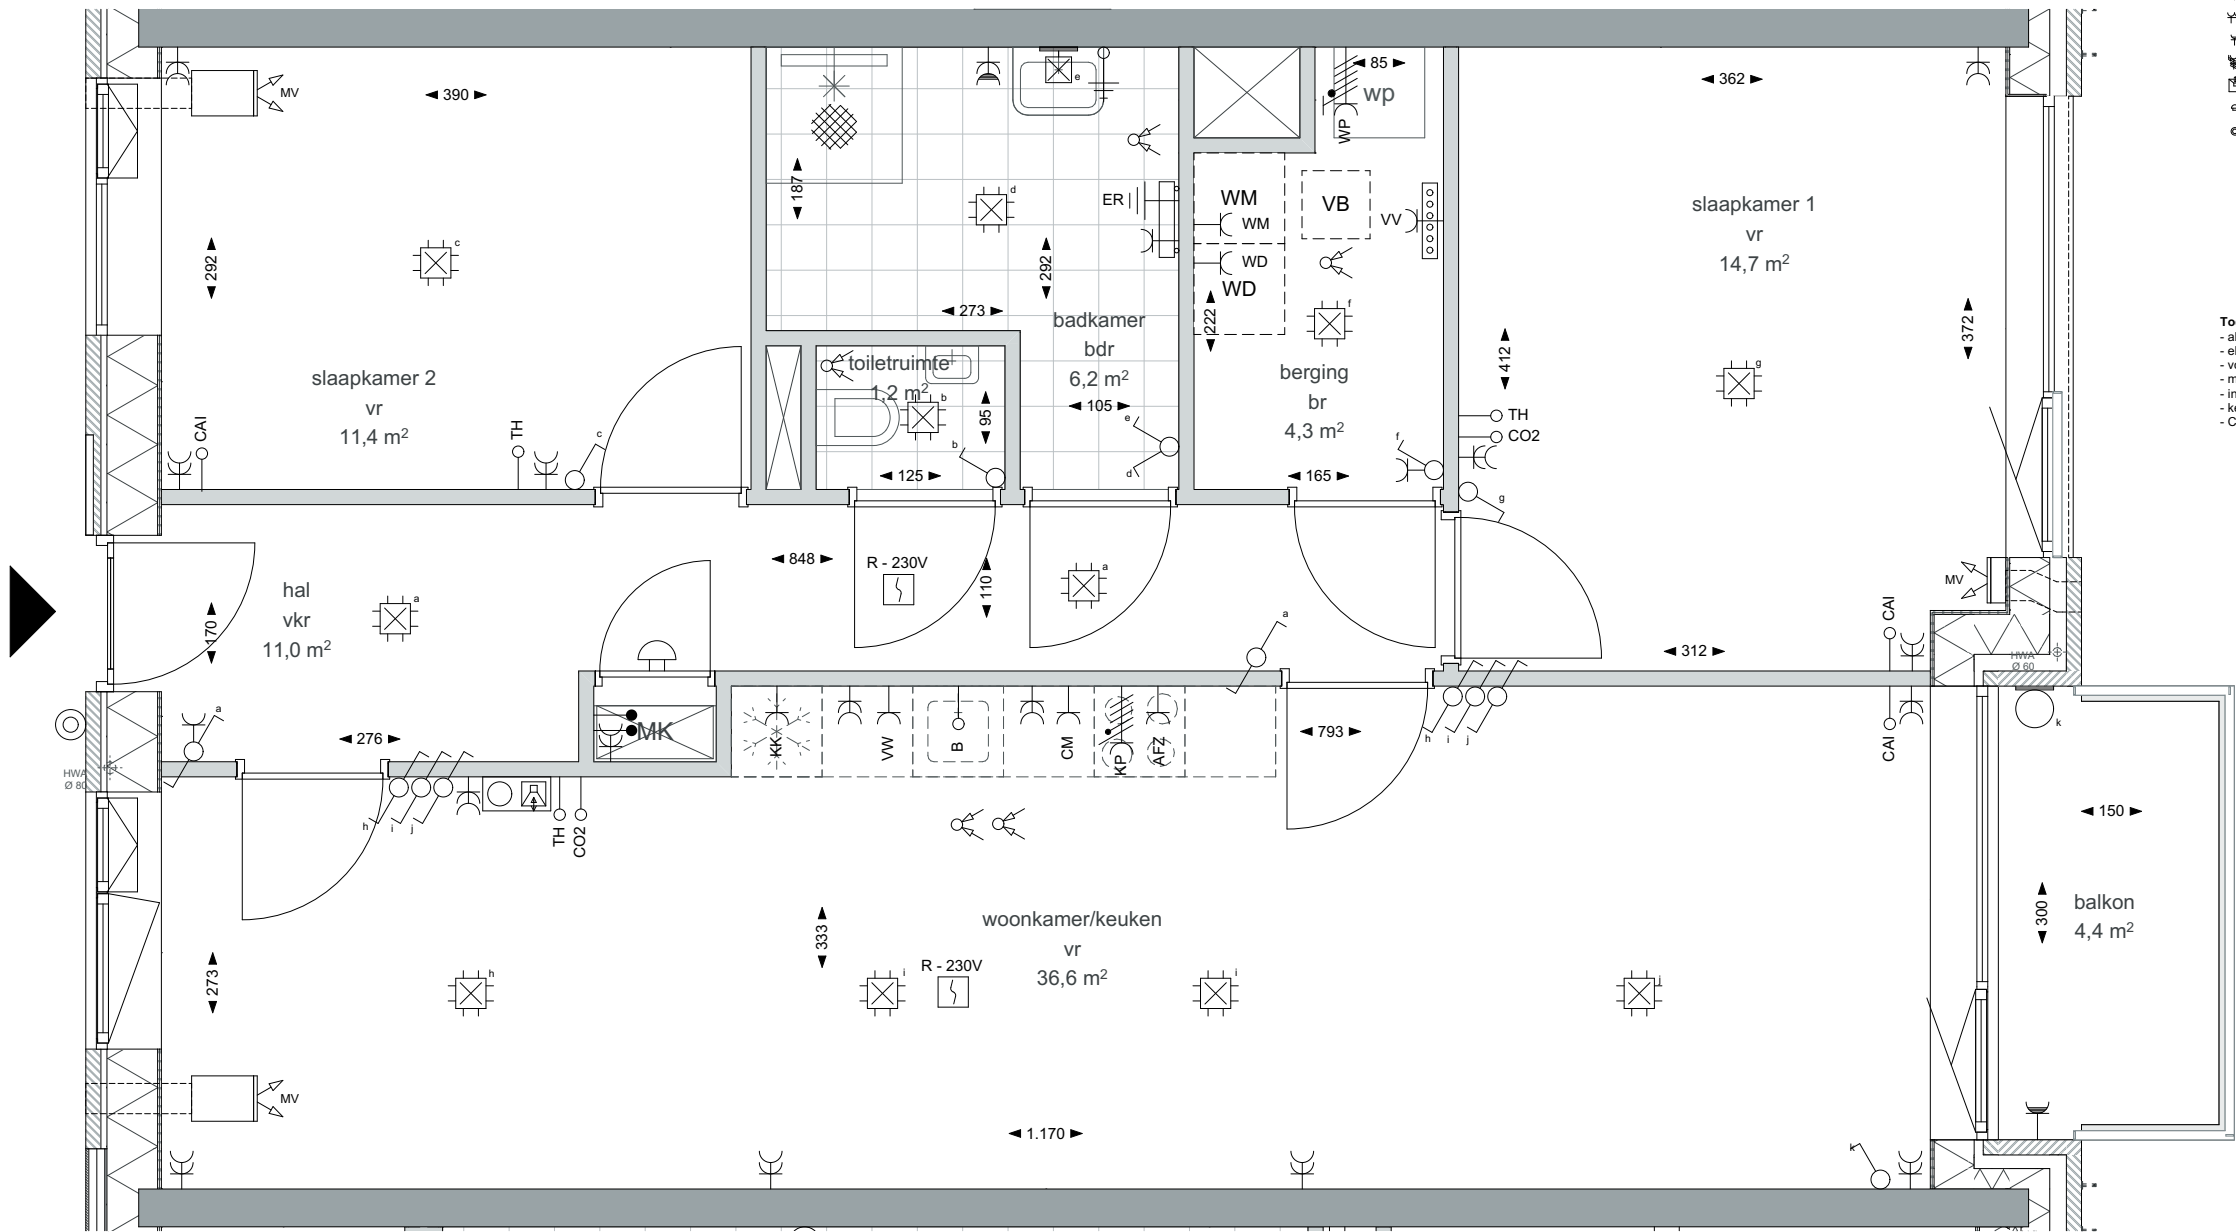 MV
390
e
85
wp
WP
362
187
292
c
d
ER
WM
WM
VB
VV
WD
WD
slaapkamer 1
vr
14,7 m²
292
273
222
f
372
badkamer
bdr
6,2 m²
105
toiletruimte
1,2 m²
b
95
125
b
berging
br
4,3 m²
165
412
g
slaapkamer 2
vr
11,4 m²
CAI
TH
c
e
d
f
TH
CO2
g
To
848
R - 230V
110
a
hal
vkr
11,0 m²
170
a
a
MV
CAI
312
HWA
Ø 60
a
276
MK
KK
VW
B
CM
KP
AFZ
793
h
i
j
CAI
k
HWA
Ø 80
h
i
j
TH
CO2
150
300
balkon
4,4 m²
woonkamer/keuken
vr
36,6 m²
333
273
h
i
R - 230V
i
j
MV
1.170
k